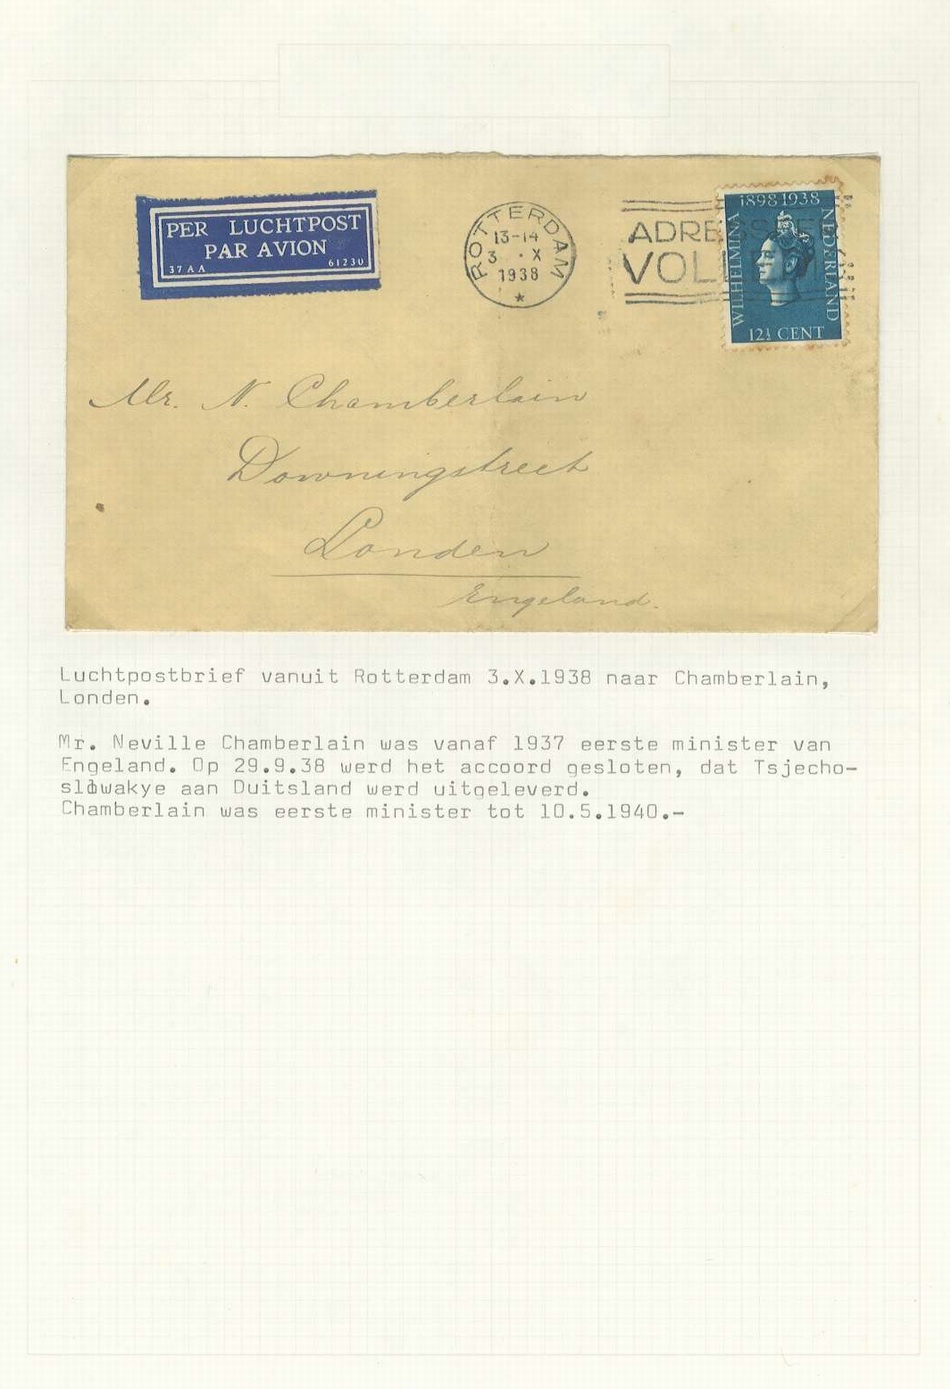 PER LUCHTPOST
PAR AVION
37AA 61230
ROTTERDAM
13-14
3 . X
1938
ADRES
VOL
1898 1938
WILHELMINA
NEDERLAND
12½ CENT
Mr. N. Chamberlain
Downingstreet
Londen
Engeland.
Luchtpostbrief vanuit Rotterdam 3.X.1938 naar Chamberlain,
Londen.
Mr. Neville Chamberlain was vanaf 1937 eerste minister van
Engeland. Op 29.9.38 werd het accoord gesloten, dat Tsjecho-
slowakye aan Duitsland werd uitgeleverd.
Chamberlain was eerste minister tot 10.5.1940.-